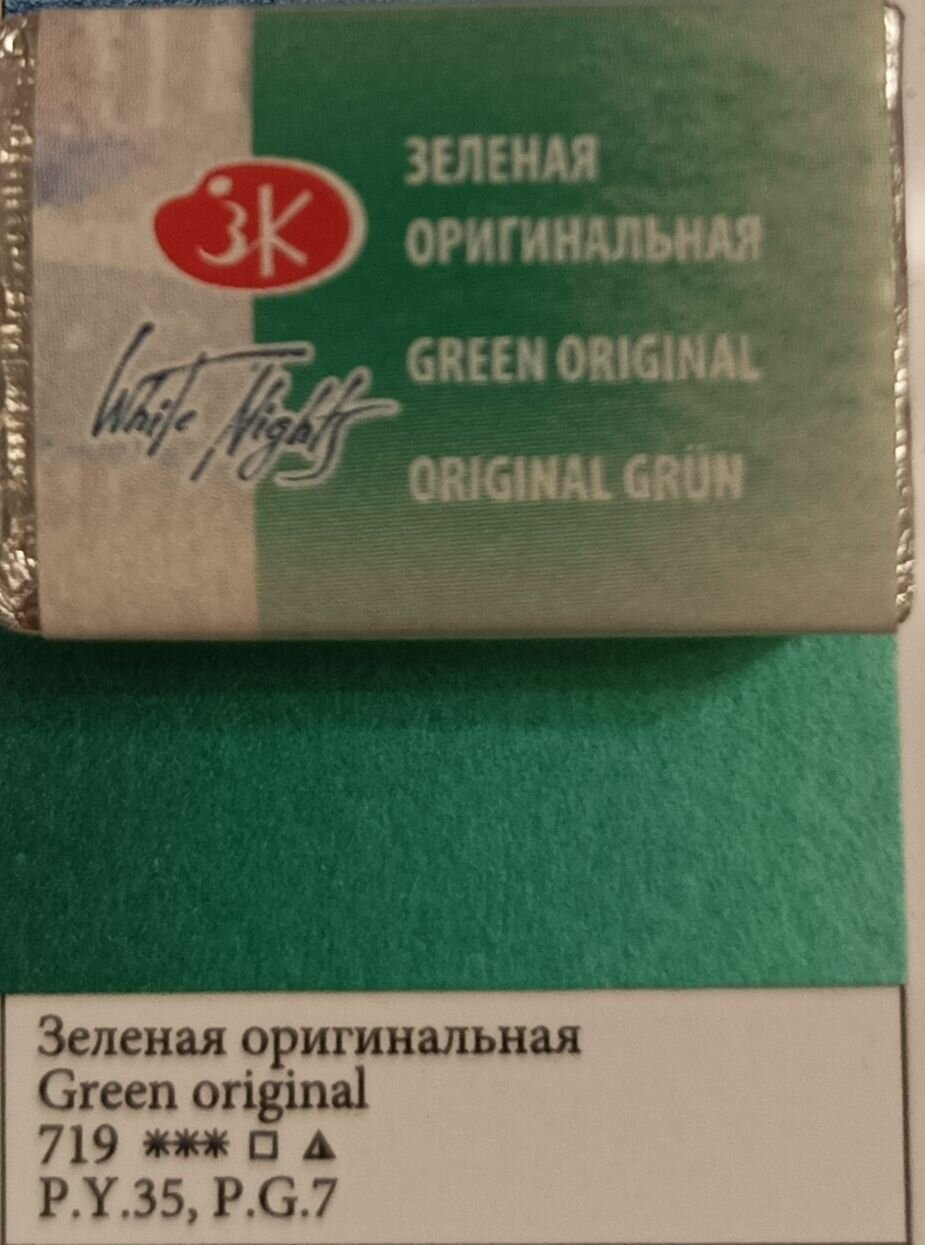 ЗЕЛЕНАЯ
ОРИГИНАЛЬНАЯ
ЗК
GREEN ORIGINAL
White Nights
ORIGINAL GRÜN
Зеленая оригинальная
Green original
719 ✳✳✳ □ ◮
P.Y.35, P.G.7